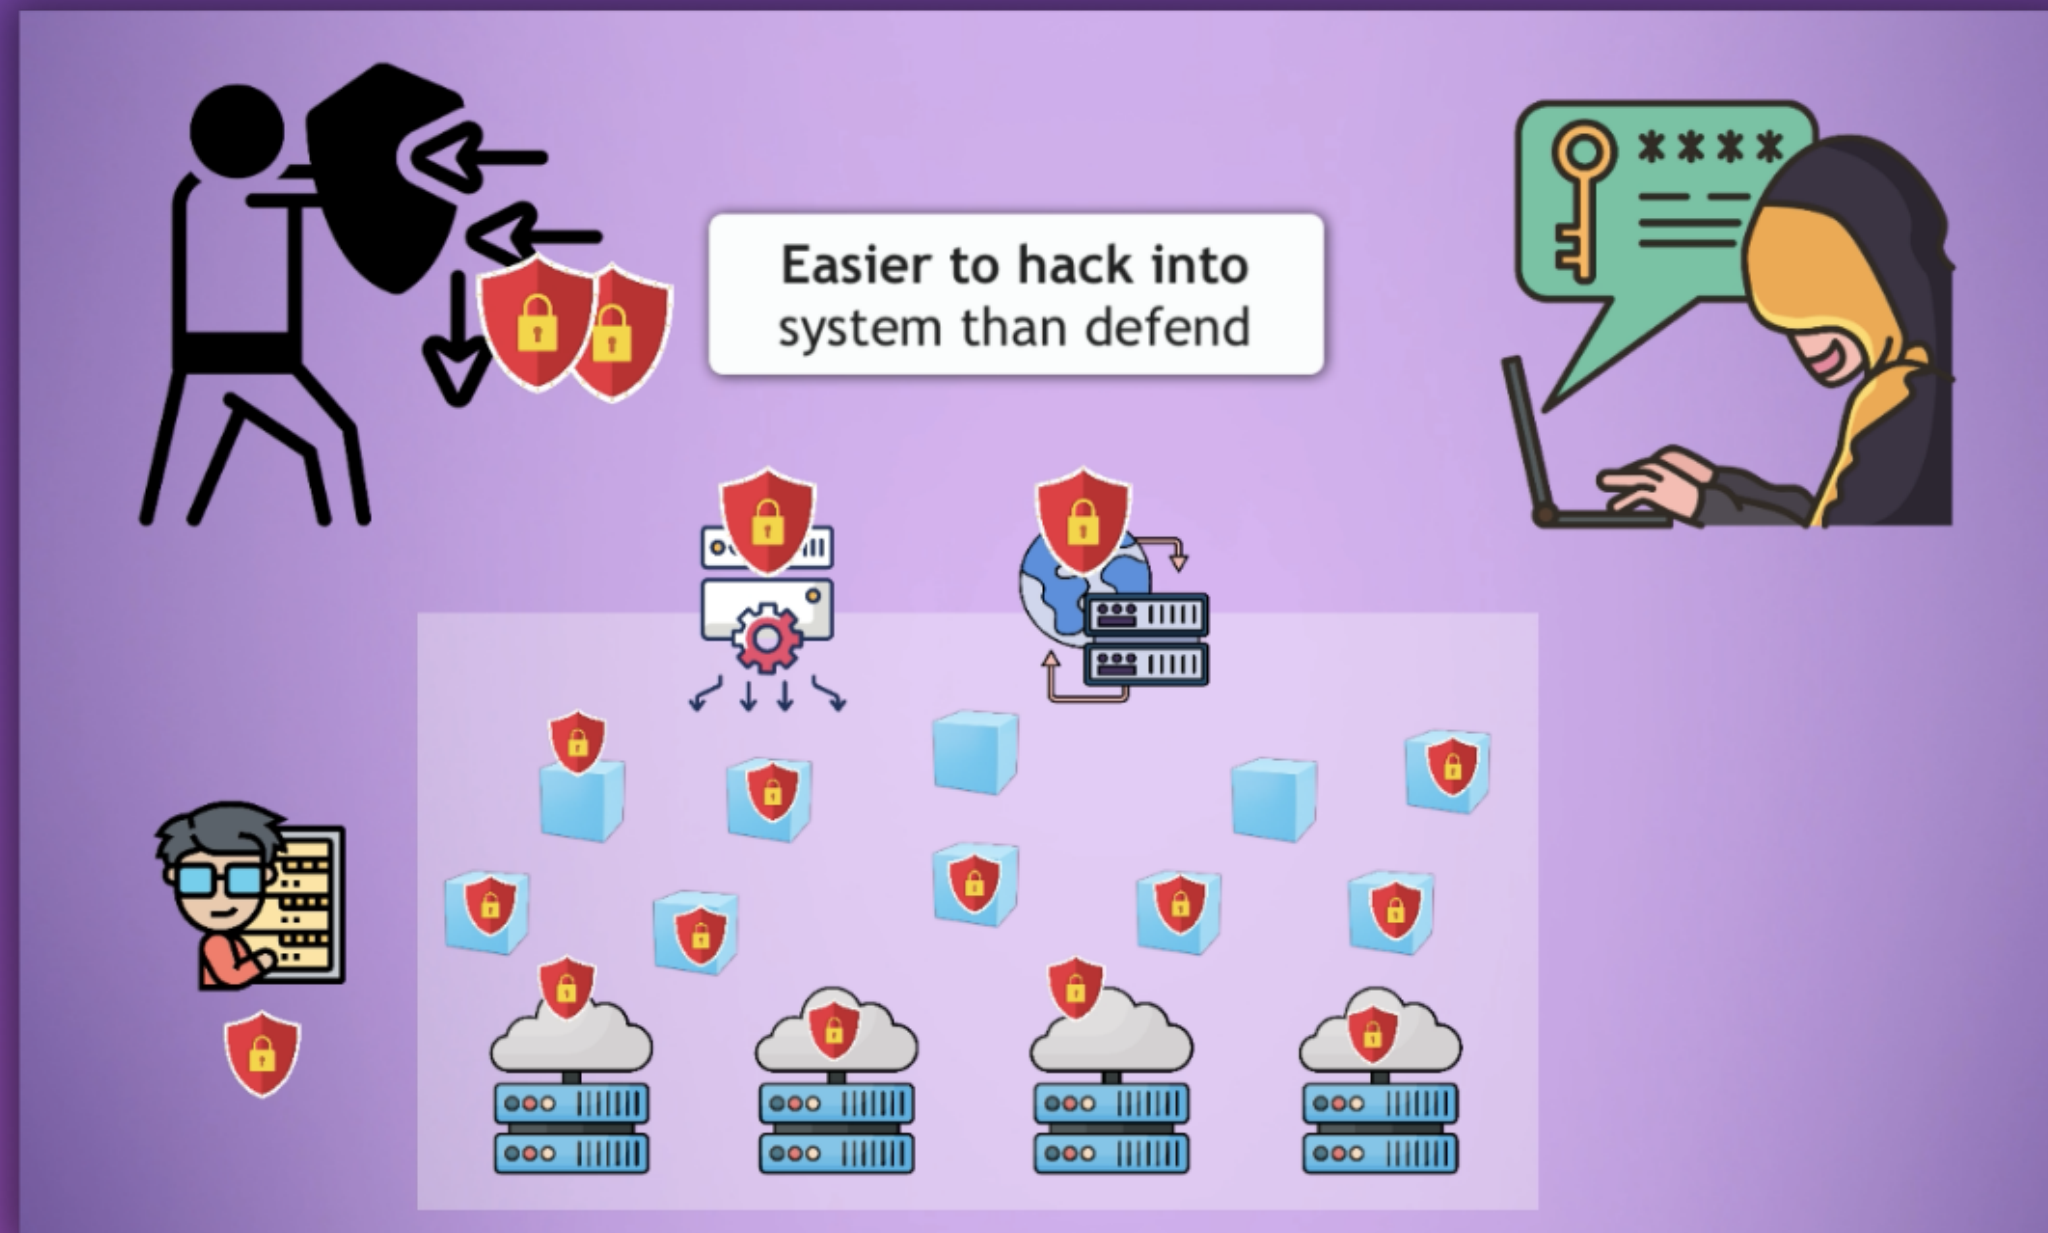 ****
Easier to hack into
system than defend